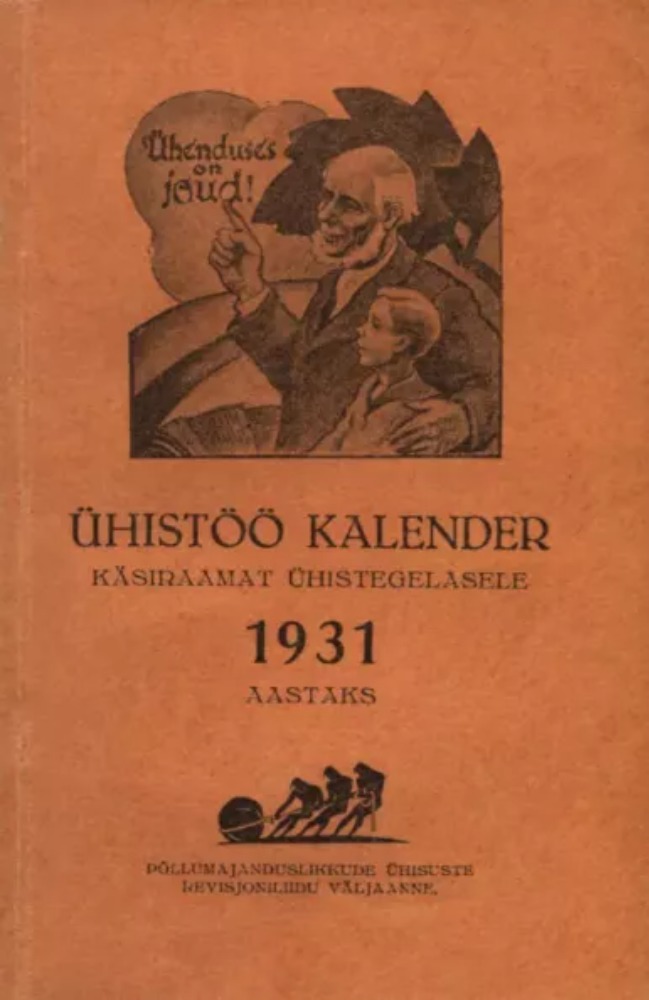 Ühenduses
on
jõud!
ÜHISTÖÖ KALENDER
KÄSIRAAMAT ÜHISTEGELASELE
1931
AASTAKS
PÕLLUMAJANDUSLIKKUDE ÜHISUSTE
REVISJONILIIDU VÄLJAANNE.